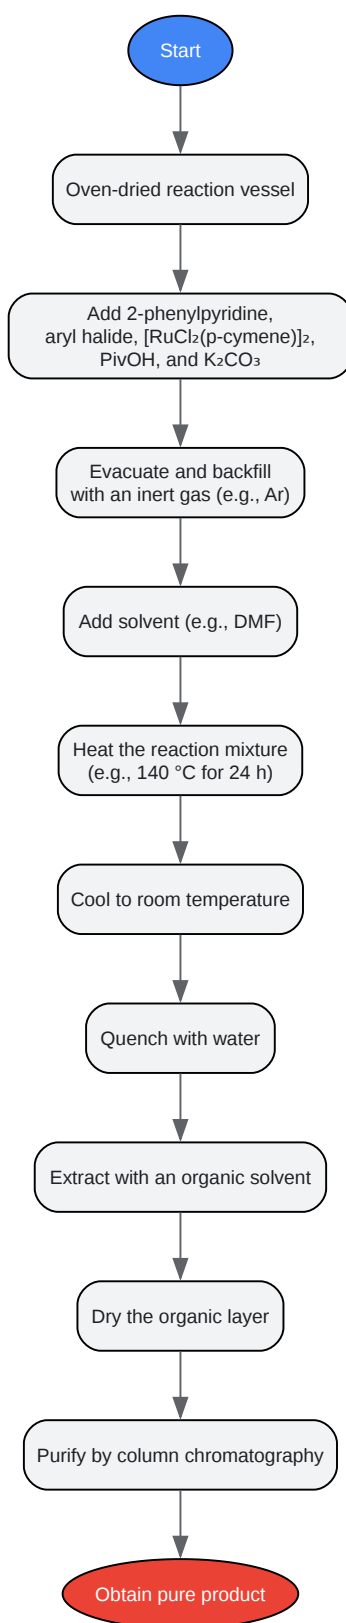 Start
Oven-dried reaction vessel
Add 2-phenylpyridine,
aryl halide, [RuCl₂(p-cymene)]₂,
PivOH, and K₂CO₃
Evacuate and backfill
with an inert gas (e.g., Ar)
Add solvent (e.g., DMF)
Heat the reaction mixture
(e.g., 140 °C for 24 h)
Cool to room temperature
Quench with water
Extract with an organic solvent
Dry the organic layer
Purify by column chromatography
Obtain pure product